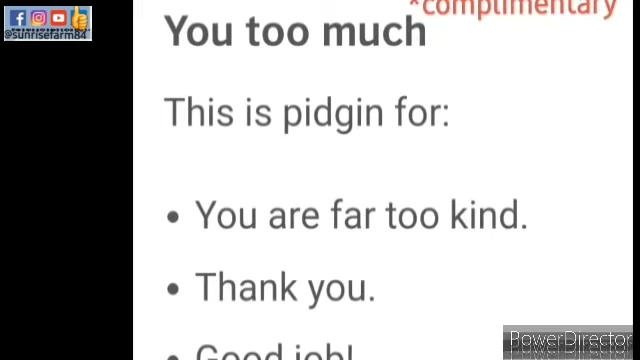 *complimentary
You too much
@sunrisefarm84
This is pidgin for:
• You are far too kind.
• Thank you.
• Good job!
PowerDirector